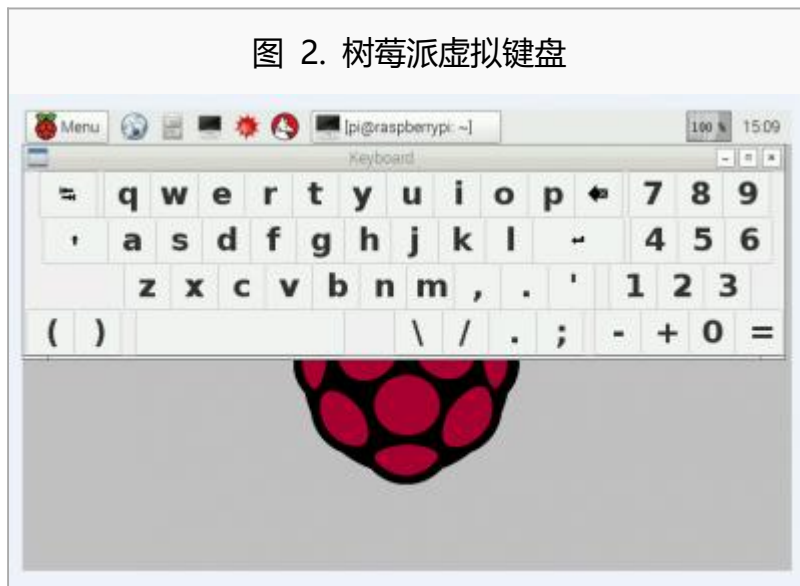 图 2. 树莓派虚拟键盘
Menu [pi@raspberrypi: ~] 100 % 15:09
Keyboard
q w e r t y u i o p 7 8 9
a s d f g h j k l 4 5 6
z x c v b n m , . ' 1 2 3
( ) \ / . ; - + 0 =